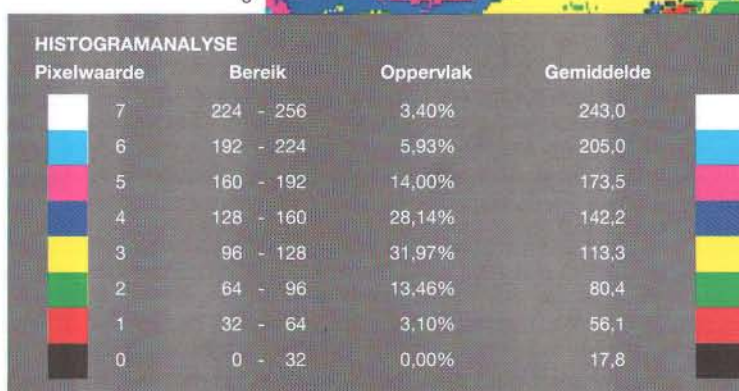 HISTOGRAMANALYSE
Pixelwaarde Bereik Oppervlak Gemiddelde
7 224 - 256 3,40% 243,0
6 192 - 224 5,93% 205,0
5 160 - 192 14,00% 173,5
4 128 - 160 28,14% 142,2
3 96 - 128 31,97% 113,3
2 64 - 96 13,46% 80,4
1 32 - 64 3,10% 56,1
0 0 - 32 0,00% 17,8